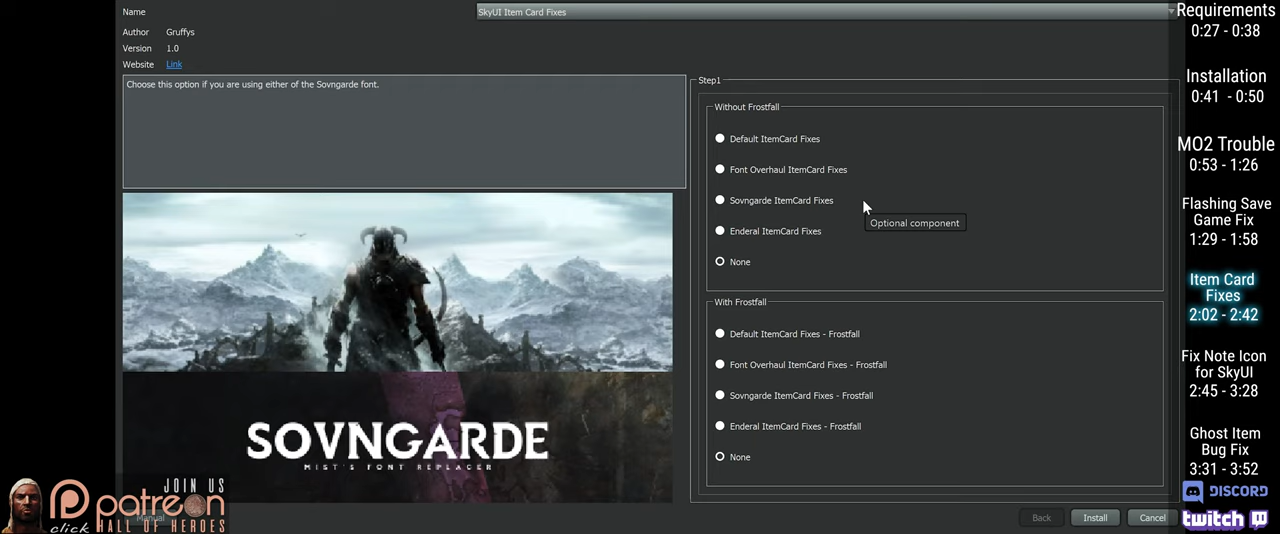 Name
SkyUI Item Card Fixes
Author Gruffys
Version 1.0
Website Link
Choose this option if you are using either of the Sovngarde font.
SOVNGARDE
MIST'S FONT REPLACER
Step1
Without Frostfall
Default ItemCard Fixes
Font Overhaul ItemCard Fixes
Sovngarde ItemCard Fixes
Optional component
Enderal ItemCard Fixes
None
With Frostfall
Default ItemCard Fixes - Frostfall
Font Overhaul ItemCard Fixes - Frostfall
Sovngarde ItemCard Fixes - Frostfall
Enderal ItemCard Fixes - Frostfall
None
Manual
Back
Install
Cancel
JOIN US
patreon
click HALL OF HEROES
Requirements
0:27 - 0:38
Installation
0:41 - 0:50
MO2 Trouble
0:53 - 1:26
Flashing Save
Game Fix
1:29 - 1:58
Item Card
Fixes
2:02 - 2:42
Fix Note Icon
for SkyUI
2:45 - 3:28
Ghost Item
Bug Fix
3:31 - 3:52
DISCORD
twitch